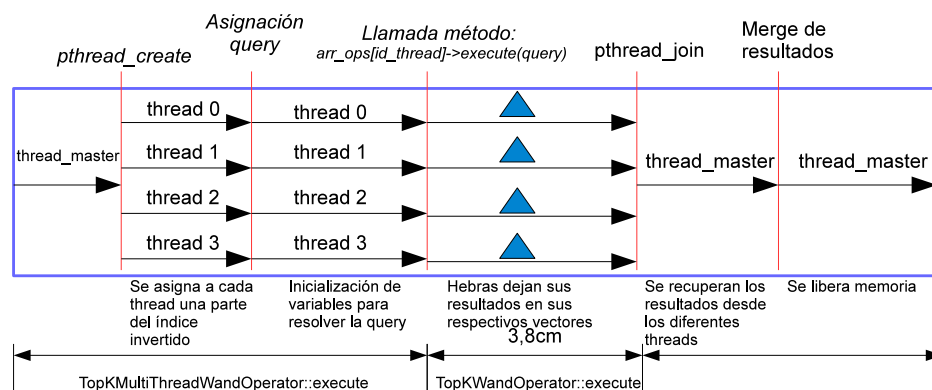 Asignación
query
Llamada método:
arr_ops[id_thread]->execute(query)
Merge de
resultados
pthread_create
pthread_join
thread_master
thread 0
thread 0
thread 1
thread 1
thread 2
thread 2
thread 3
thread 3
thread_master
thread_master
Se asigna a cada
thread una parte
del índice
invertido
Inicialización de
variables para
resolver la query
Hebras dejan sus
resultados en sus
respectivos vectores
Se recuperan los
resultados desde
los diferentes
threads
Se libera memoria
3,8cm
TopKMultiThreadWandOperator::execute
TopKWandOperator::execute